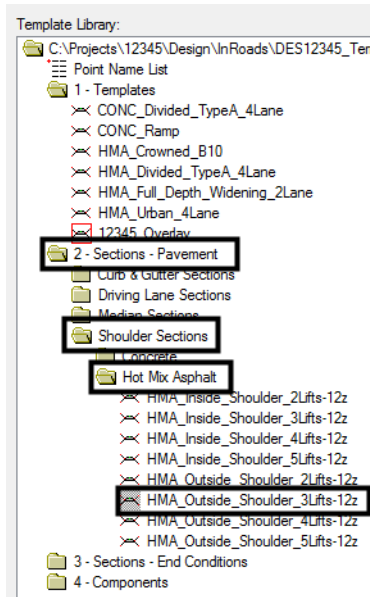 Template Library:
C:\Projects\12345\Design\InRoads\DES12345_Ter
Point Name List
1 - Templates
CONC_Divided_TypeA_4Lane
CONC_Ramp
HMA_Crowned_B10
HMA_Divided_TypeA_4Lane
HMA_Full_Depth_Widening_2Lane
HMA_Urban_4Lane
12345_Overlay
2 - Sections - Pavement
Curb & Gutter Sections
Driving Lane Sections
Median Sections
Shoulder Sections
Concrete
Hot Mix Asphalt
HMA_Inside_Shoulder_2Lifts-12z
HMA_Inside_Shoulder_3Lifts-12z
HMA_Inside_Shoulder_4Lifts-12z
HMA_Inside_Shoulder_5Lifts-12z
HMA_Outside_Shoulder_2Lifts-12z
HMA_Outside_Shoulder_3Lifts-12z
HMA_Outside_Shoulder_4Lifts-12z
HMA_Outside_Shoulder_5Lifts-12z
3 - Sections - End Conditions
4 - Components